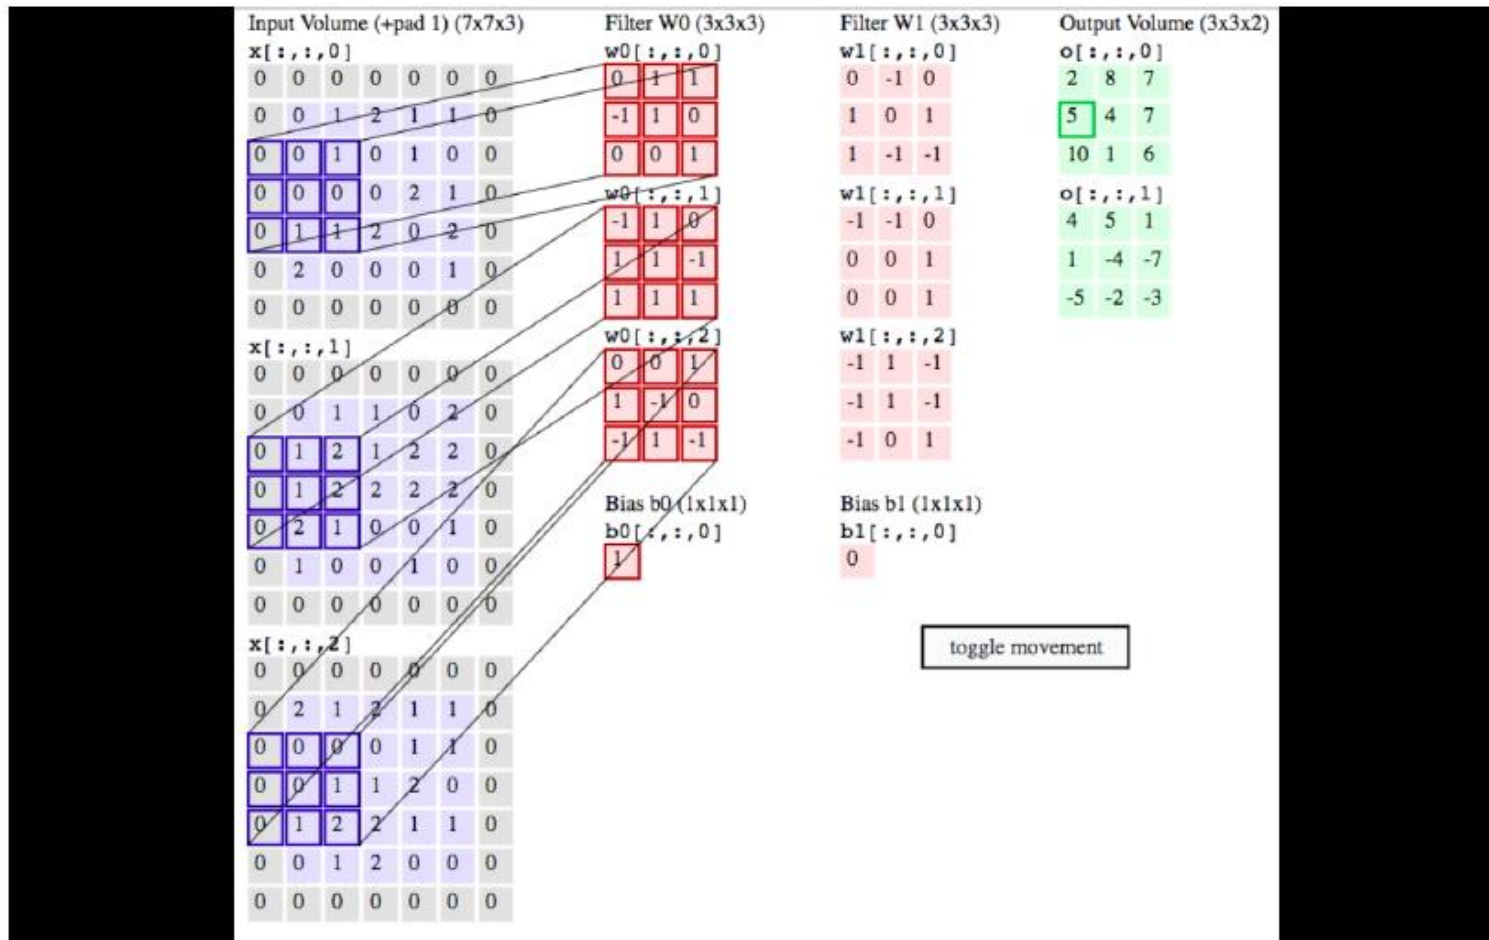 Input Volume (+pad 1) (7x7x3)
x[:,:,0]
0 0 0 0 0 0 0
0 0 1 2 1 1 0
0 0 1 0 1 0 0
0 0 0 0 2 1 0
0 1 1 2 0 2 0
0 2 0 0 0 1 0
0 0 0 0 0 0 0
x[:,:,1]
0 0 0 0 0 0 0
0 0 1 1 0 2 0
0 1 2 1 2 2 0
0 1 2 2 2 2 0
0 2 1 0 0 1 0
0 1 0 0 1 0 0
0 0 0 0 0 0 0
x[:,:,2]
0 0 0 0 0 0 0
0 2 1 2 1 1 0
0 0 0 0 1 1 0
0 0 1 1 2 0 0
0 1 2 2 1 1 0
0 0 1 2 0 0 0
0 0 0 0 0 0 0
Filter W0 (3x3x3)
w0[:,:,0]
0 1 1
-1 1 0
0 0 1
w0[:,:,1]
-1 1 0
1 1 -1
1 1 1
w0[:,:,2]
0 0 1
1 -1 0
-1 1 -1
Bias b0 (1x1x1)
b0[:,:,0]
1
Filter W1 (3x3x3)
w1[:,:,0]
0 -1 0
1 0 1
1 -1 -1
w1[:,:,1]
-1 -1 0
0 0 1
0 0 1
w1[:,:,2]
-1 1 -1
-1 1 -1
-1 0 1
Bias b1 (1x1x1)
b1[:,:,0]
0
Output Volume (3x3x2)
o[:,:,0]
2 8 7
5 4 7
10 1 6
o[:,:,1]
4 5 1
1 -4 -7
-5 -2 -3
toggle movement